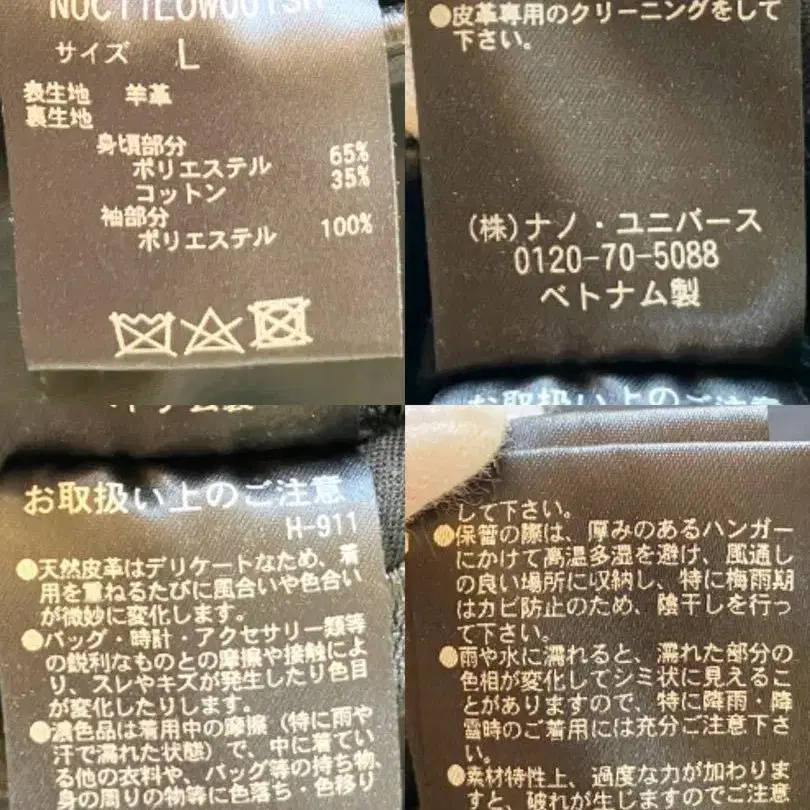 サイズ L
表生地 羊革
裏生地
身頃部分
ポリエステル 65%
コットン 35%
袖部分
ポリエステル 100%
●皮革専用のクリーニングをして
下さい。
(株)ナノ・ユニバース
0120-70-5088
ベトナム製
お取扱い上のご注意
お取扱い上のご注意
H-911
●天然皮革はデリケートなため、着
用を重ねるたびに風合いや色合い
が微妙に変化します。
●バッグ・時計・アクセサリー類等
の鋭利なものとの摩擦や接触によ
り、スレやキズが発生したり色目
が変化したりします。
●濃色品は着用中の摩擦(特に雨や
汗で濡れた状態)で、中に着てい
る他の衣料や、バッグ等の持ち物、
身の周りの物等に色落ち・色移り
して下さい。
●保管の際は、厚みのあるハンガー
にかけて高温多湿を避け、風通し
の良い場所に収納し、特に梅雨期
はカビ防止のため、陰干しを行っ
て下さい。
●雨や水に濡れると、濡れた部分の
色相が変化してシミ状に見えるこ
とがありますので、特に降雨・降
雪時のご着用には充分ご注意下さ
い。
●素材特性上、過度な力が加わりま
すと、破れが生じますのでご注意